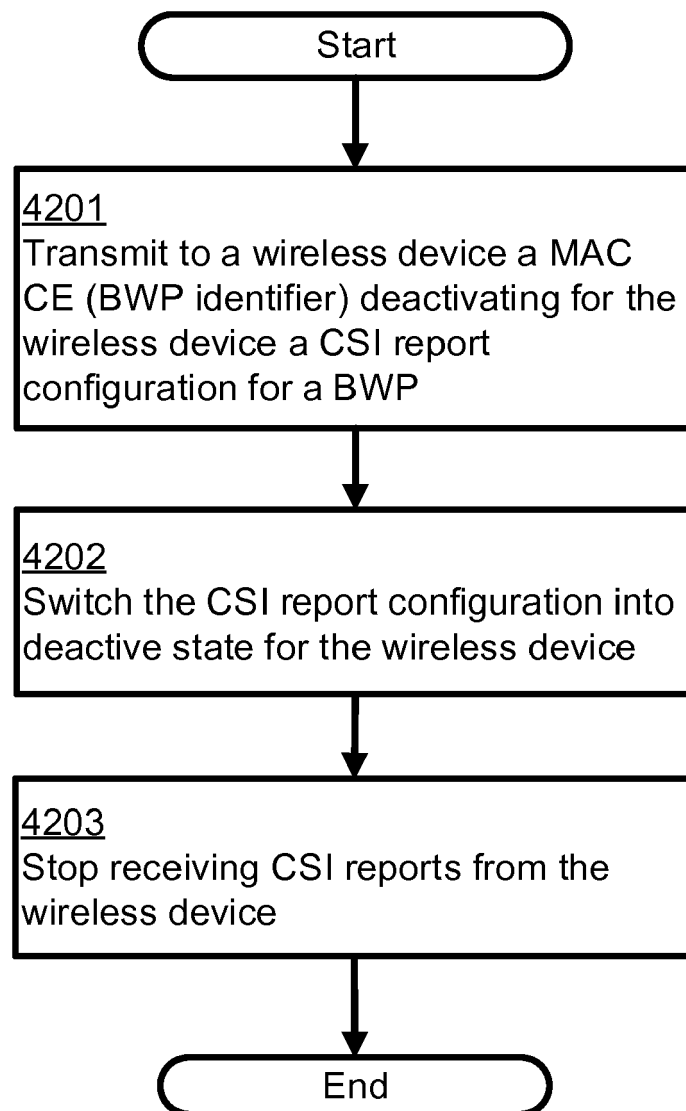 Start
4201
Transmit to a wireless device a MAC
CE (BWP identifier) deactivating for the
wireless device a CSI report
configuration for a BWP
4202
Switch the CSI report configuration into
deactive state for the wireless device
4203
Stop receiving CSI reports from the
wireless device
End